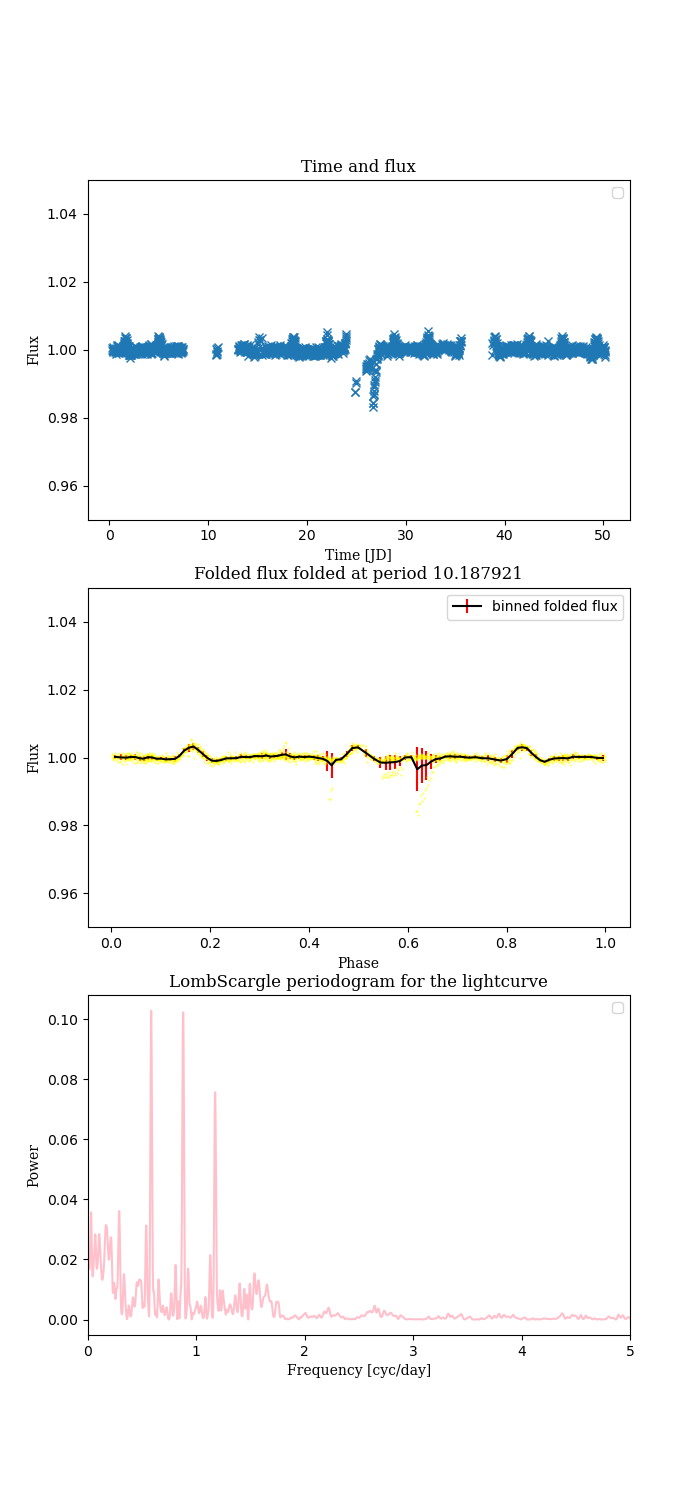 Time and flux
1.04
1.02
1.00
0.98
0.96
Flux
0 10 20 30 40 50
Time [JD]
Folded flux folded at period 10.187921
binned folded flux
1.04
1.02
1.00
0.98
0.96
Flux
0.0 0.2 0.4 0.6 0.8 1.0
Phase
LombScargle periodogram for the lightcurve
0.10
0.08
0.06
0.04
0.02
0.00
Power
0 1 2 3 4 5
Frequency [cyc/day]